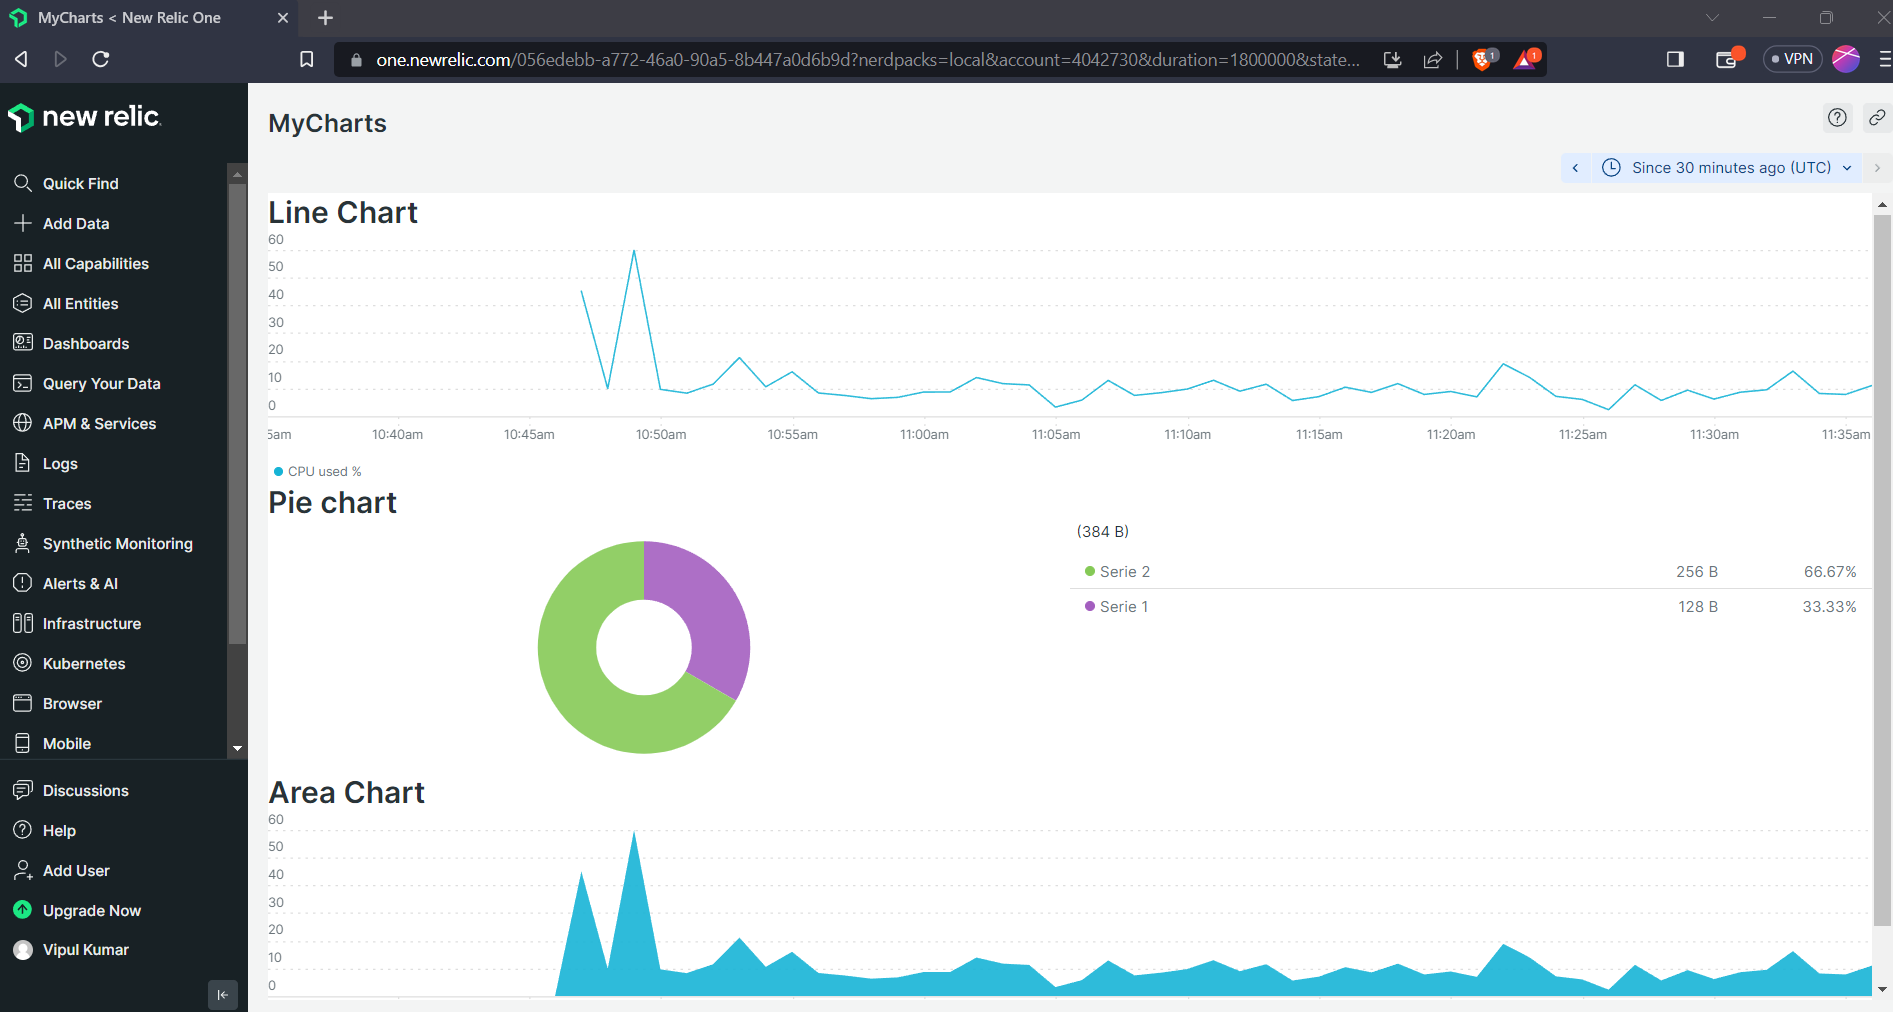 MyCharts < New Relic One
one.newrelic.com/056edebb-a772-46a0-90a5-8b447a0d6b9d?nerdpacks=local&account=4042730&duration=1800000&state...
1
1
VPN
new relic.
Quick Find
Add Data
All Capabilities
All Entities
Dashboards
Query Your Data
APM & Services
Logs
Traces
Synthetic Monitoring
Alerts & AI
Infrastructure
Kubernetes
Browser
Mobile
Discussions
Help
Add User
Upgrade Now
Vipul Kumar
MyCharts
Since 30 minutes ago (UTC)
Line Chart
60
50
40
30
20
10
0
5am 10:40am 10:45am 10:50am 10:55am 11:00am 11:05am 11:10am 11:15am 11:20am 11:25am 11:30am 11:35am
CPU used %
Pie chart
(384 B)
Serie 2 256 B 66.67%
Serie 1 128 B 33.33%
Area Chart
60
50
40
30
20
10
0